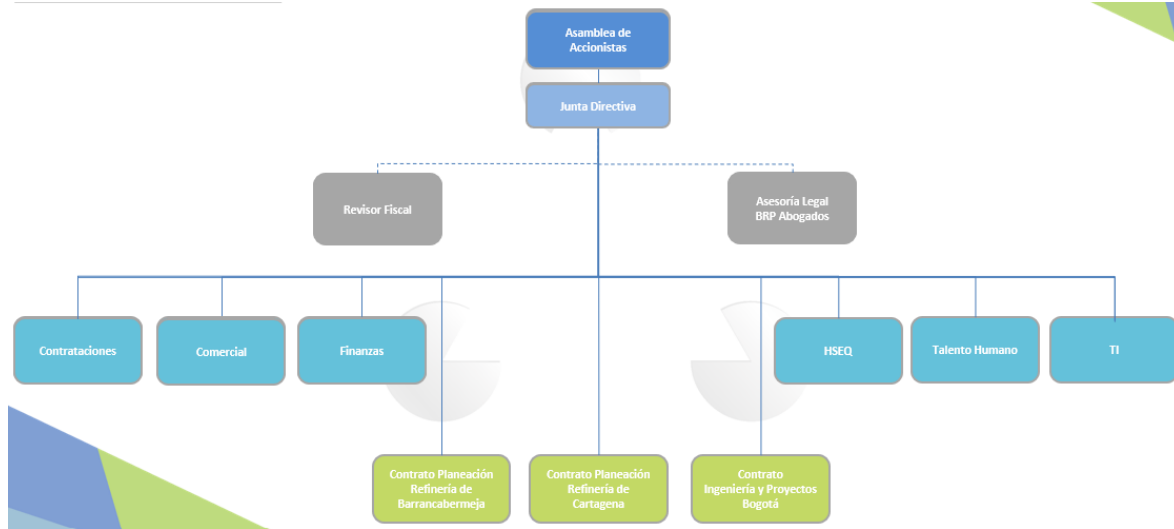 Asamblea de
Accionistas
Junta Directiva
Revisor Fiscal
Asesoría Legal
BRP Abogados
Contrataciones
Comercial
Finanzas
HSEQ
Talento Humano
TI
Contrato Planeación
Refinería de
Barrancabermeja
Contrato Planeación
Refinería de
Cartagena
Contrato
Ingeniería y Proyectos
Bogotá